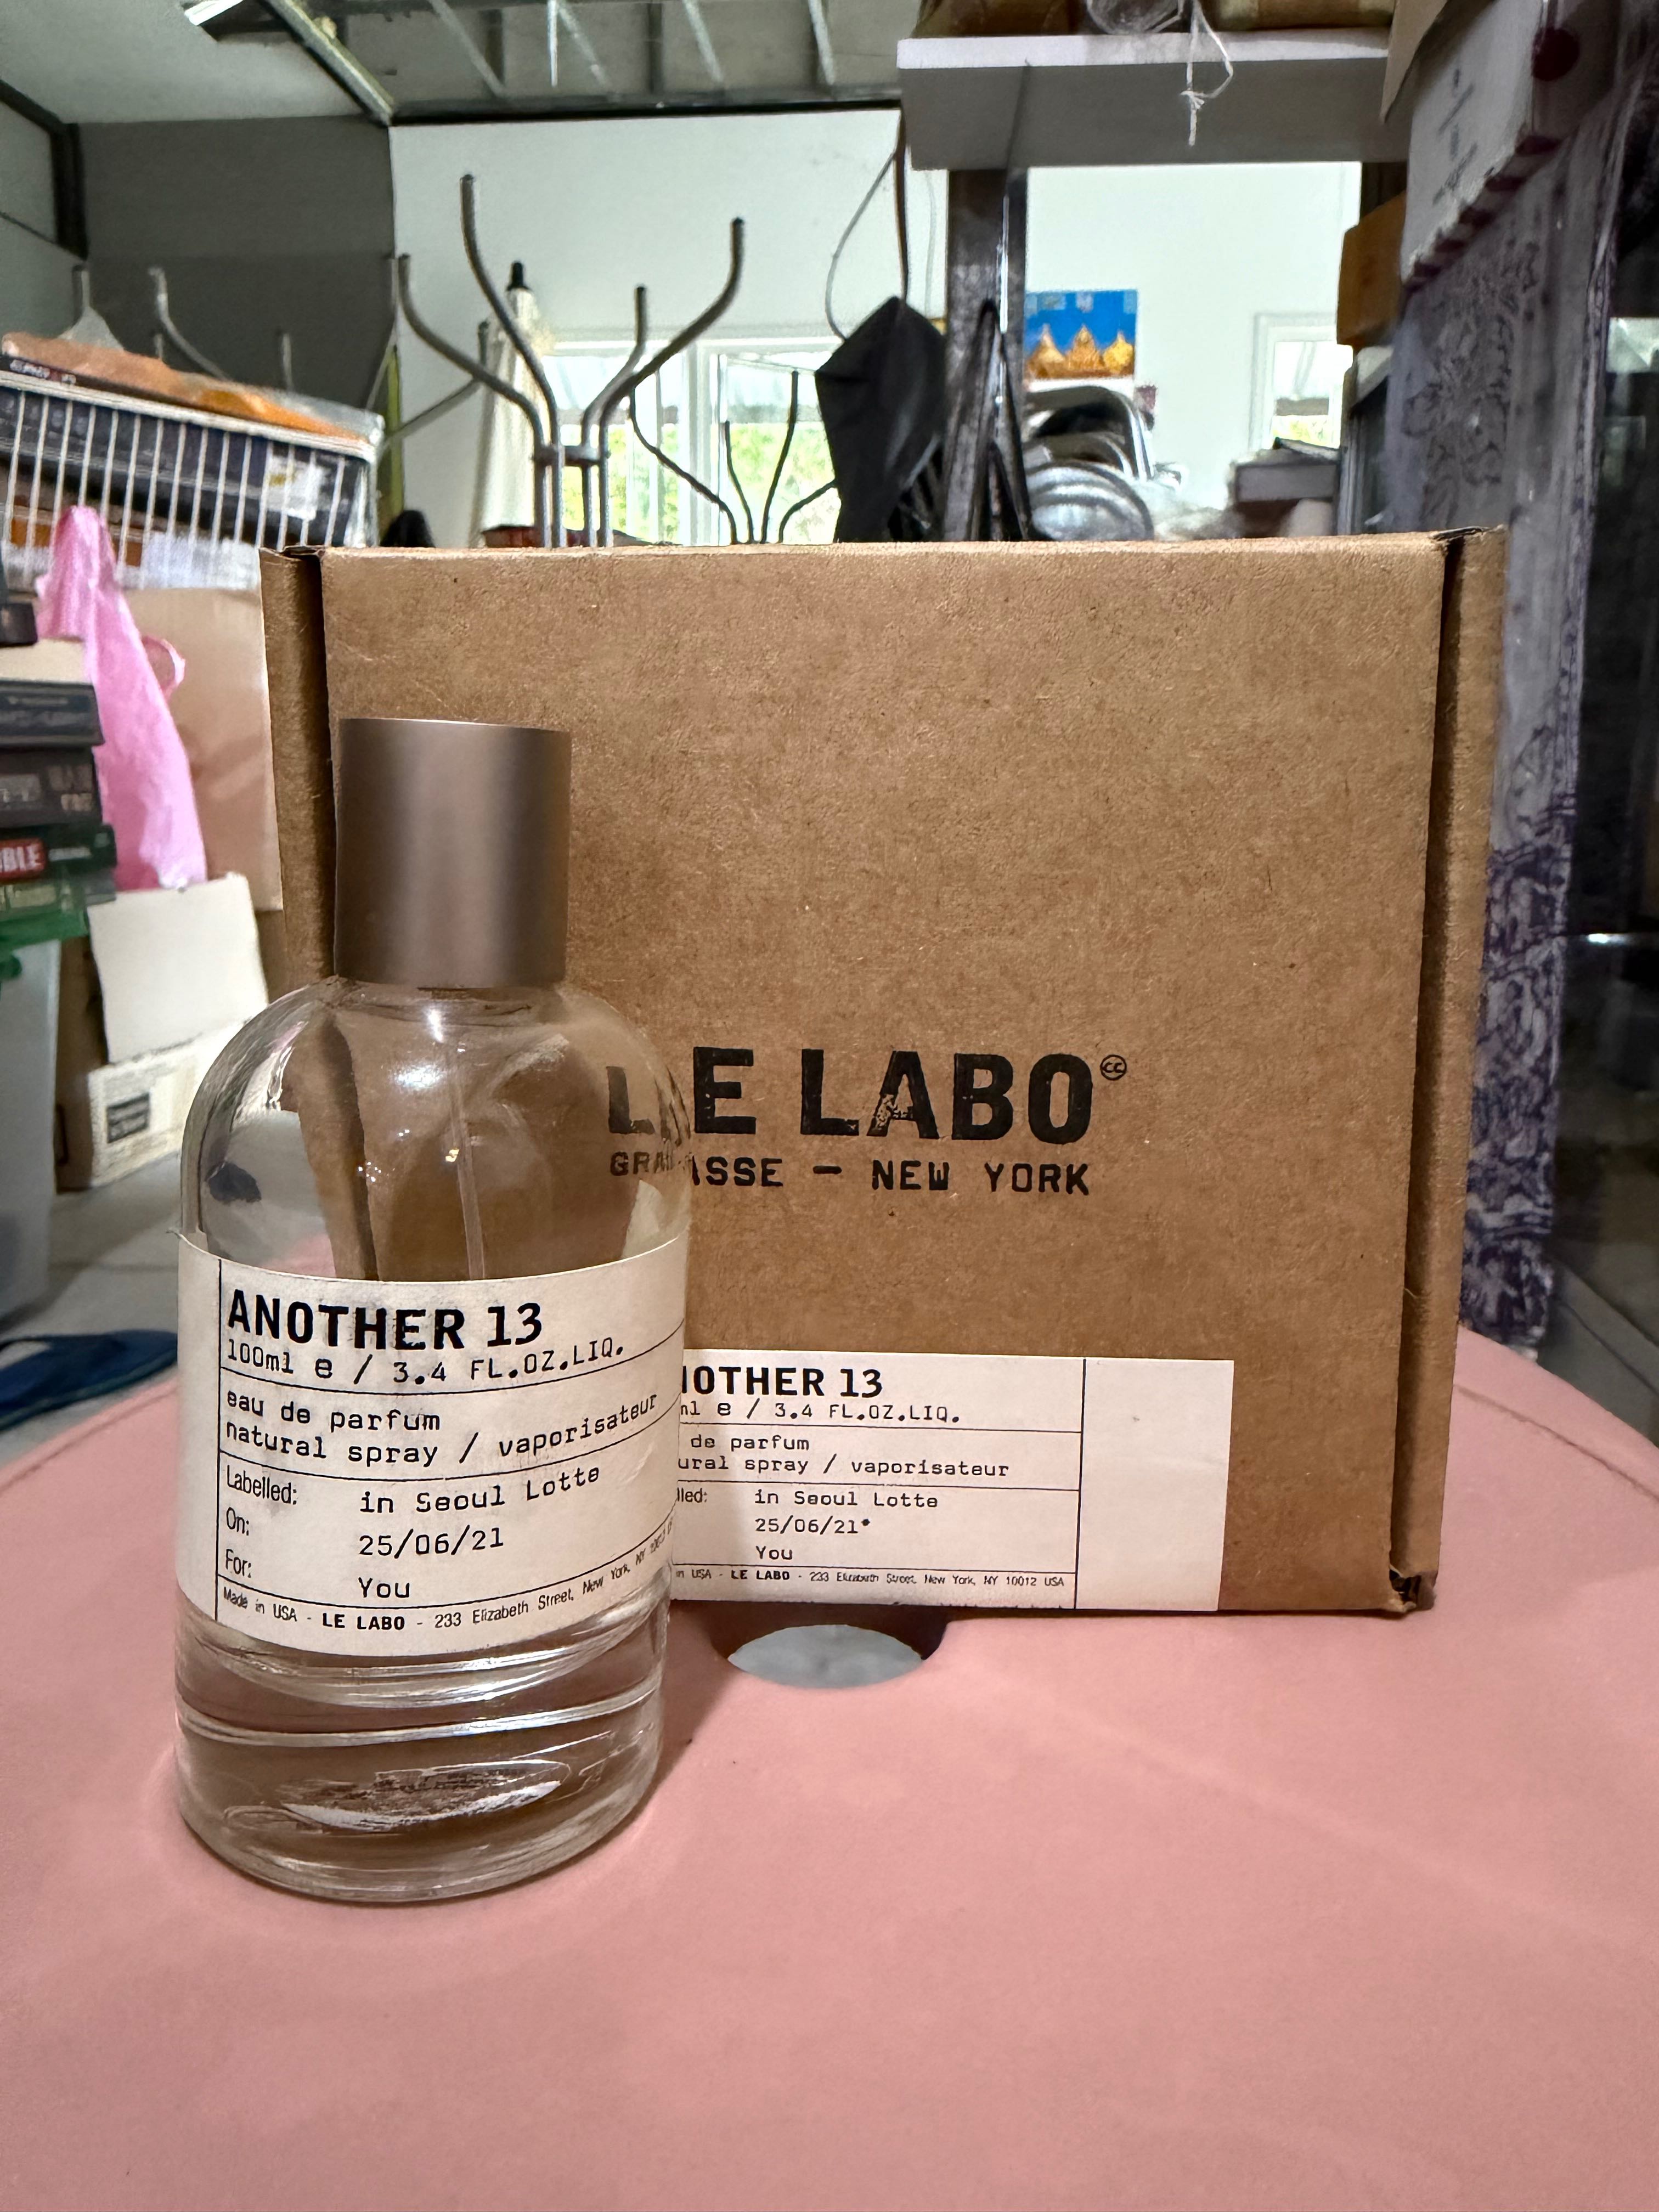 LE LABO
GRASSE — NEW YORK
ANOTHER 13
100ml e / 3.4 FL.OZ.LIQ.
eau de parfum
natural spray / vaporisateur
Labelled: in Seoul Lotte
On: 25/06/21
For: You
Made in USA - LE LABO - 233 Elizabeth Street, New York, NY
NOTHER 13
ml e / 3.4 FL.OZ.LIQ.
de parfum
ural spray / vaporisateur
lled: in Seoul Lotte
25/06/21*
You
in USA - LE LABO - 233 Elizabeth Street, New York, NY 10012 USA